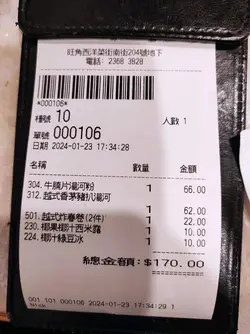 旺角西洋菜街南街204號地下
電話: 2368 3828
*000106*
檯號 10 人數 1
單號 000106
日期 2024-01-23 17:34:28
名稱 數量 金額
304. 牛腩片湯河粉 1 66.00
312. 越式香茅豬扒湯河
1 62.00
501. 越式炸春卷(2件) 1 22.00
230. 椰果椰汁西米露 1 10.00
224. 椰汁綠豆冰 1 10.00
總金額: $170.00
001 101 000106 2024-01-23 17:34:29 1